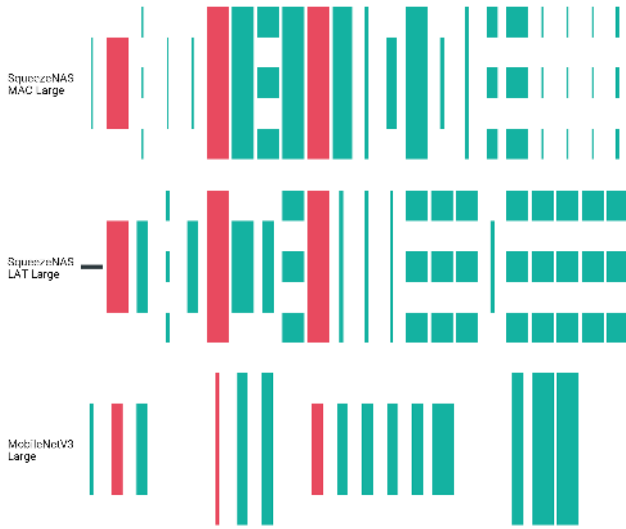 SqueezeNAS
MAC Large
SqueezeNAS
LAT Large
MobileNetV3
Large